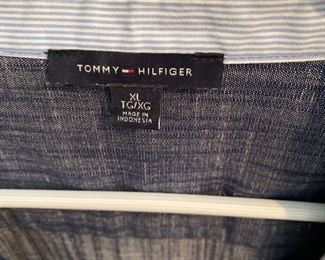 TOMMY HILFIGER
XL
TG/XG
MADE IN
INDONESIA